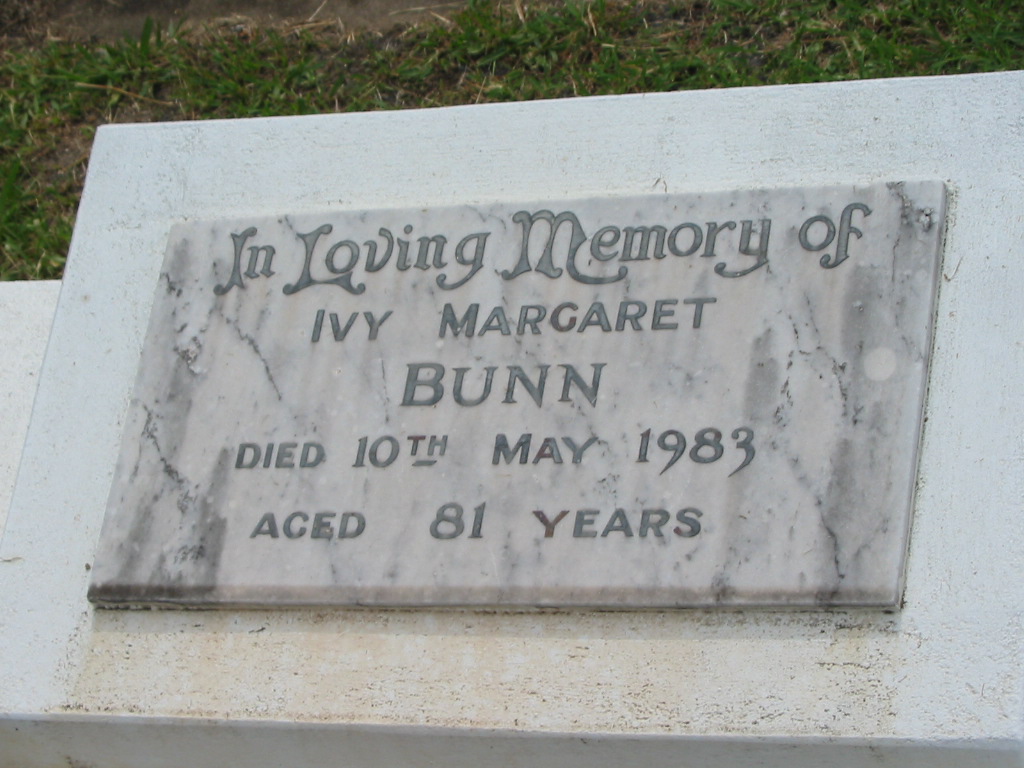 In Loving Memory of
IVY MARGARET
BUNN
DIED 10TH MAY 1983
AGED 81 YEARS